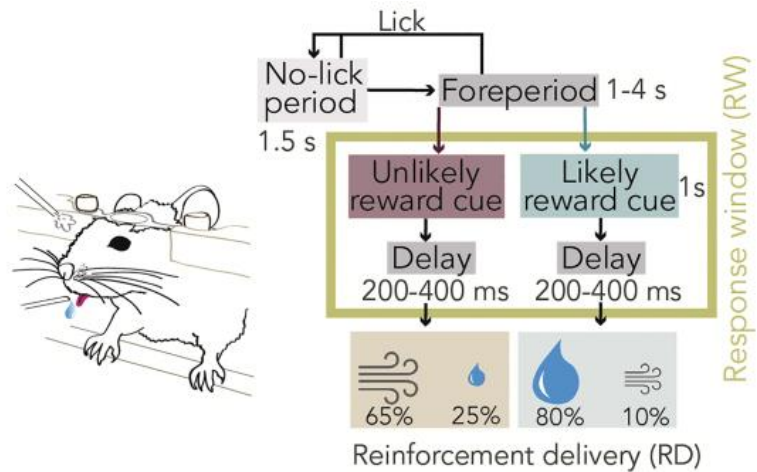 Lick
No-lick
period
Foreperiod
1-4 s
1.5 s
Unlikely
reward cue
Likely
reward cue
1s
Delay
200-400 ms
Delay
200-400 ms
Response window (RW)
65%
25%
80%
10%
Reinforcement delivery (RD)